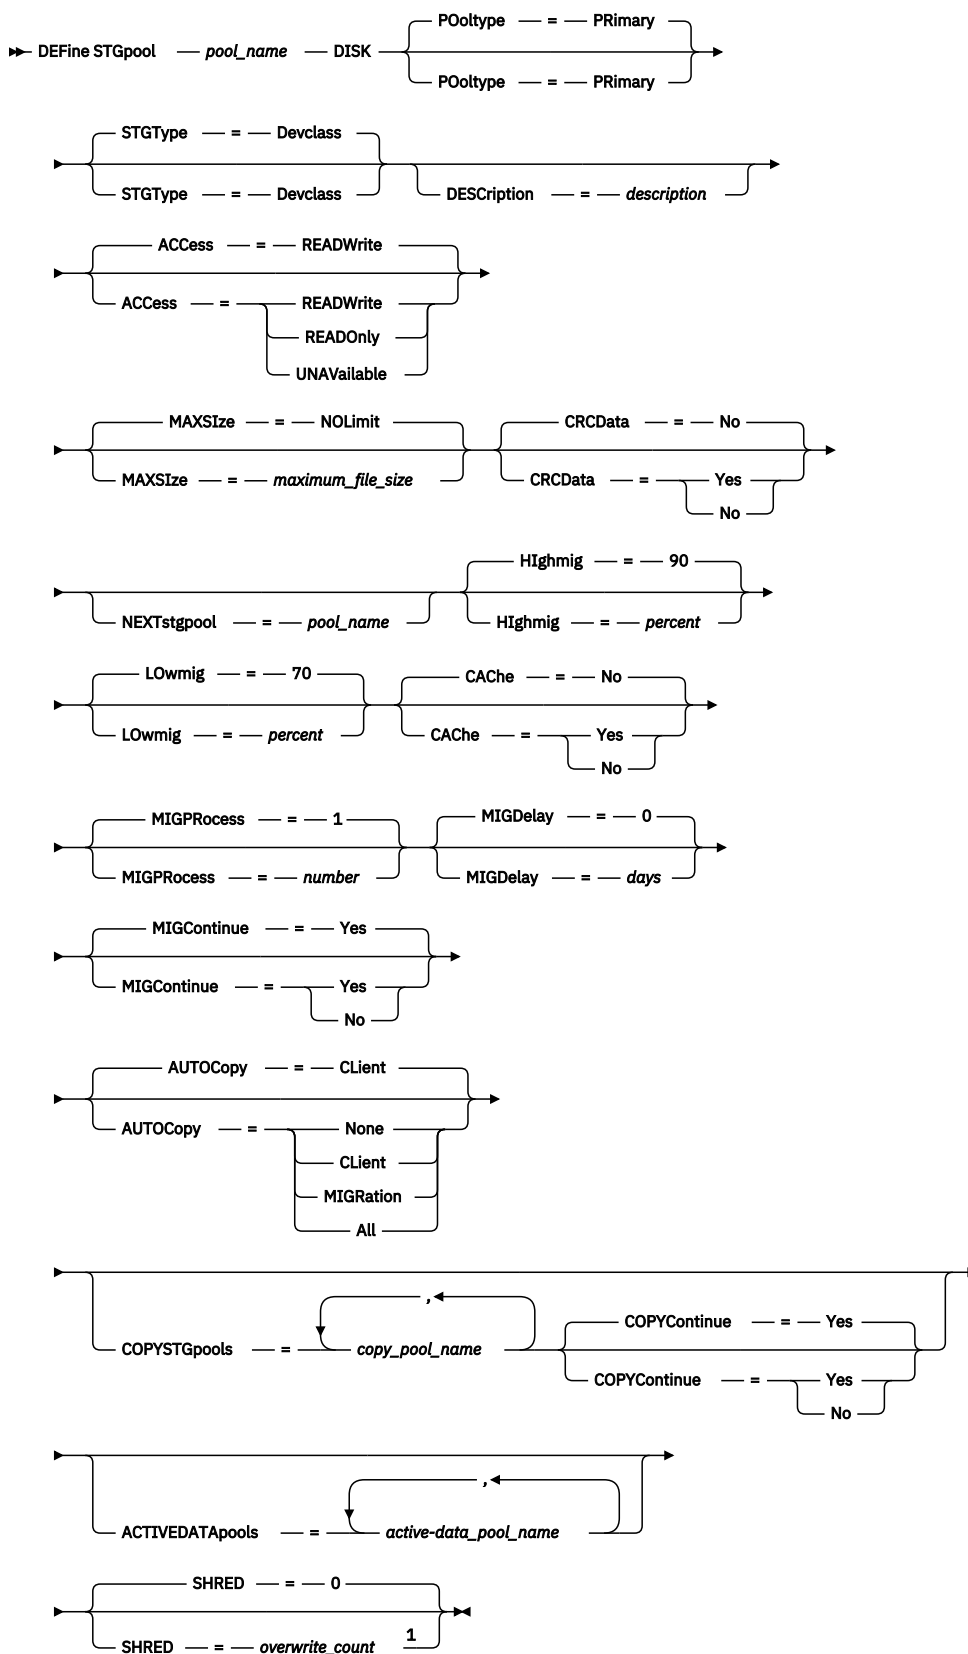 POoltype = PRimary
DEFine STGpool pool_name DISK
POoltype = PRimary
STGType = Devclass
STGType = Devclass
DESCription = description
ACCess = READWrite
ACCess = READWrite
READOnly
UNAVailable
MAXSIze = NOLimit CRCData = No
MAXSIze = maximum_file_size CRCData = Yes
No
HIghmig = 90
NEXTstgpool = pool_name HIghmig = percent
LOwmig = 70 CAChe = No
LOwmig = percent CAChe = Yes
No
MIGPRocess = 1 MIGDelay = 0
MIGPRocess = number MIGDelay = days
MIGContinue = Yes
MIGContinue = Yes
No
AUTOCopy = CLient
AUTOCopy = None
CLient
MIGRation
All
,
COPYContinue = Yes
COPYSTGpools = copy_pool_name
COPYContinue = Yes
No
,
ACTIVEDATApools = active-data_pool_name
SHRED = 0
SHRED = overwrite_count 1